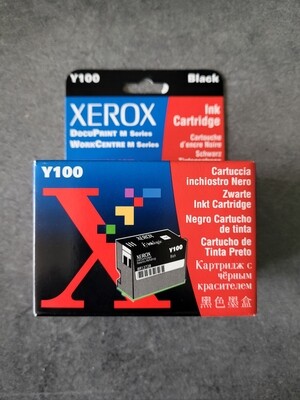 Y100 Black
XEROX
DocuPrint M Series
WorkCentre M Series
Ink
Cartridge
Cartouche
d'encre Noire
Schwarz
Y100
Cartuccia
inchiostro Nero
Zwarte
Inkt Cartridge
Negro Cartucho
de tinta
Cartucho de
Tinta Preto
Картридж с
чёрным
красителем
黑色墨盒
XEROX
Y100